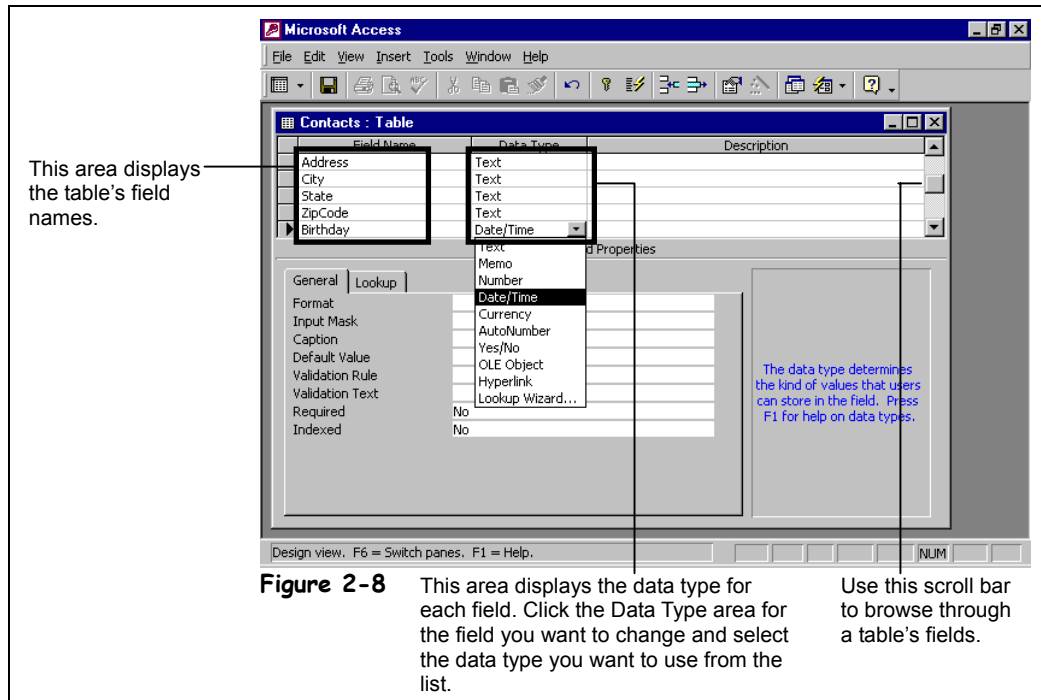 Microsoft Access
File Edit View Insert Tools Window Help
Contacts : Table
Field Name Data Type Description
Address Text
City Text
State Text
ZipCode Text
Birthday Date/Time
Text
Memo
Number
Date/Time
Currency
AutoNumber
Yes/No
OLE Object
Hyperlink
Lookup Wizard...
d Properties
General Lookup
Format
Input Mask
Caption
Default Value
Validation Rule
Validation Text
Required No
Indexed No
The data type determines
the kind of values that users
can store in the field. Press
F1 for help on data types.
Design view. F6 = Switch panes. F1 = Help. NUM
This area displays
the table's field
names.
Figure 2-8
This area displays the data type for
each field. Click the Data Type area for
the field you want to change and select
the data type you want to use from the
list.
Use this scroll bar
to browse through
a table's fields.